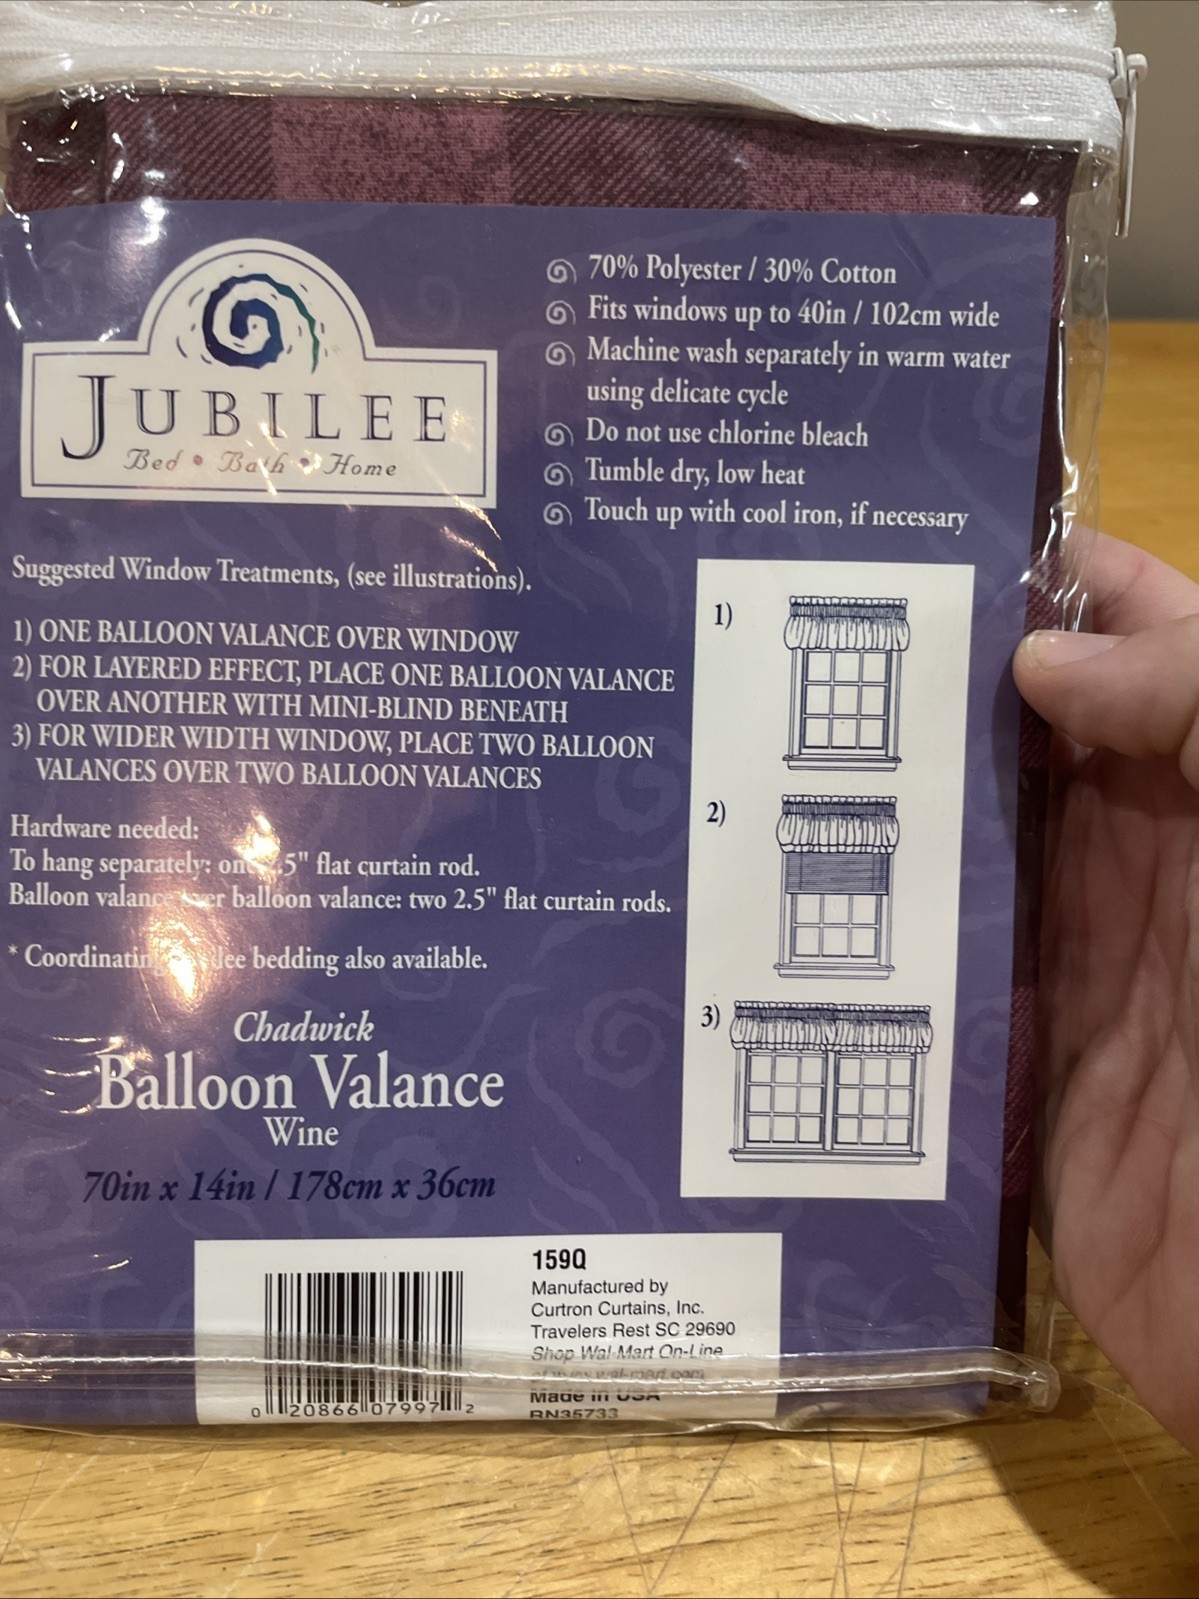 JUBILEE
Bed • Bath • Home
70% Polyester / 30% Cotton
Fits windows up to 40in / 102cm wide
Machine wash separately in warm water
using delicate cycle
Do not use chlorine bleach
Tumble dry, low heat
Touch up with cool iron, if necessary
Suggested Window Treatments, (see illustrations).
1) ONE BALLOON VALANCE OVER WINDOW
2) FOR LAYERED EFFECT, PLACE ONE BALLOON VALANCE
OVER ANOTHER WITH MINI-BLIND BENEATH
3) FOR WIDER WIDTH WINDOW, PLACE TWO BALLOON
VALANCES OVER TWO BALLOON VALANCES
Hardware needed:
To hang separately: flat curtain rod.
Balloon valance balloon valance: two 2.5" flat curtain rods.
* Coordinating bedding also available.
Chadwick
Balloon Valance
Wine
70in x 14in / 178cm x 36cm
1)
2)
3)
159Q
Manufactured by
Curtron Curtains, Inc.
Travelers Rest SC 29690
Shop Wal-Mart On-Line
Made in USA
RN35733
0 20866 07997 2